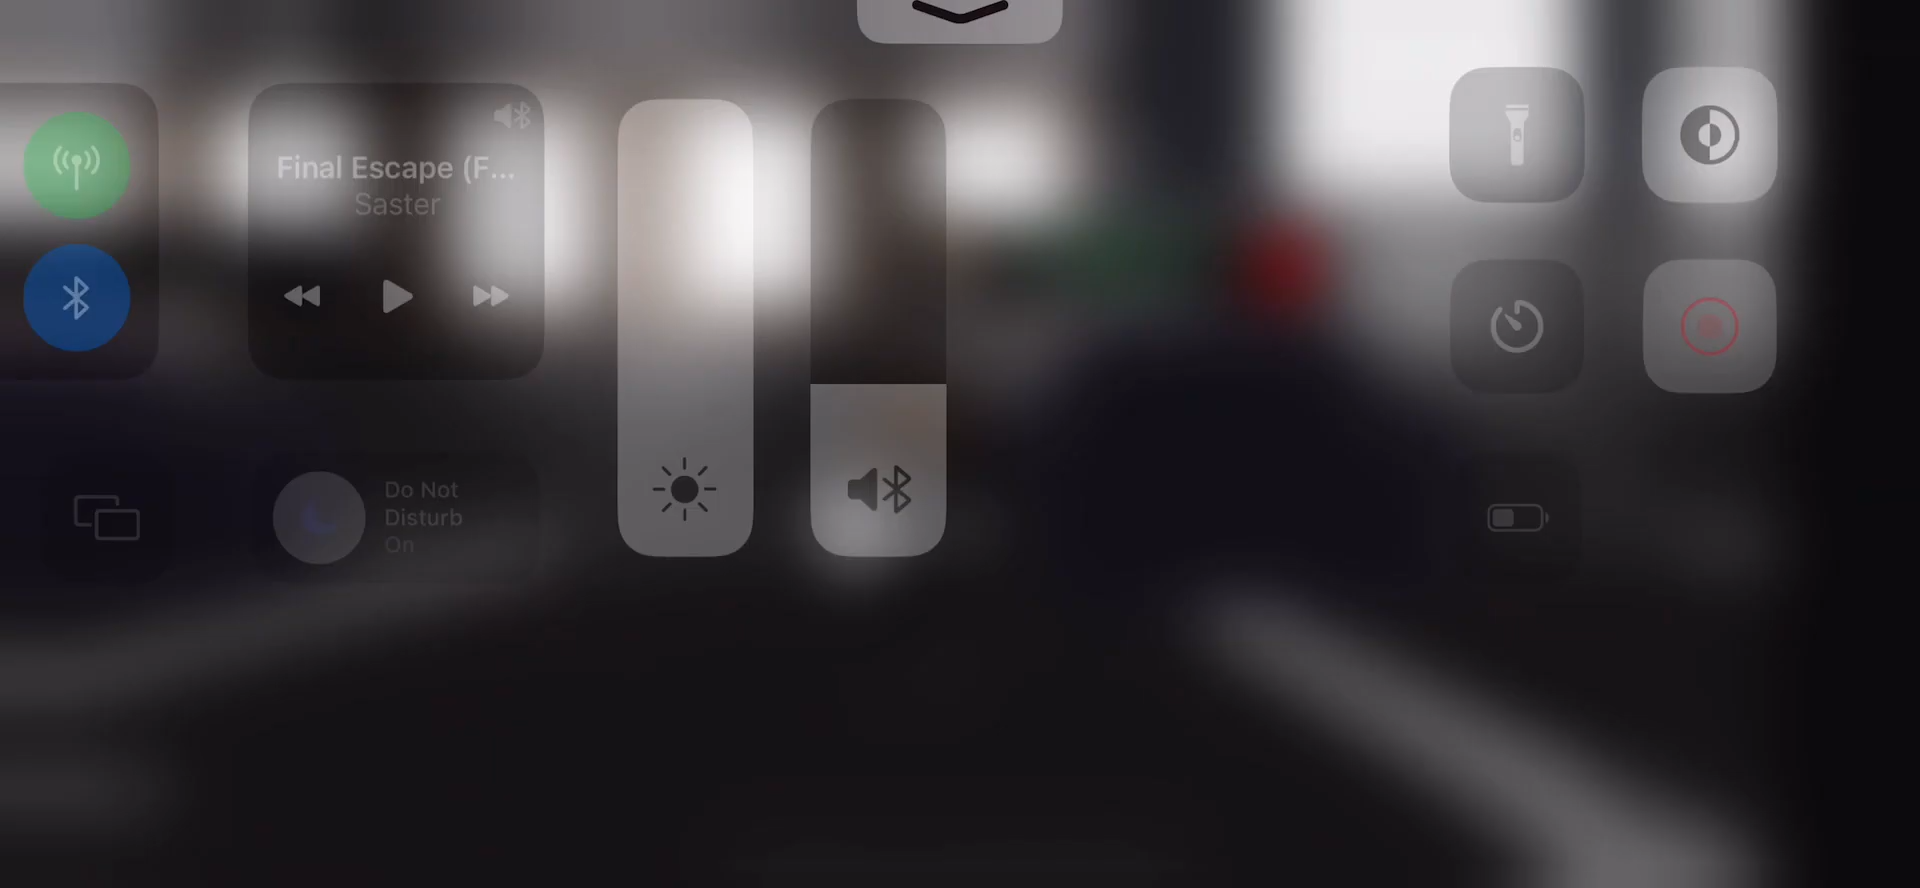 Final Escape (F...
Saster
Do Not
Disturb
On